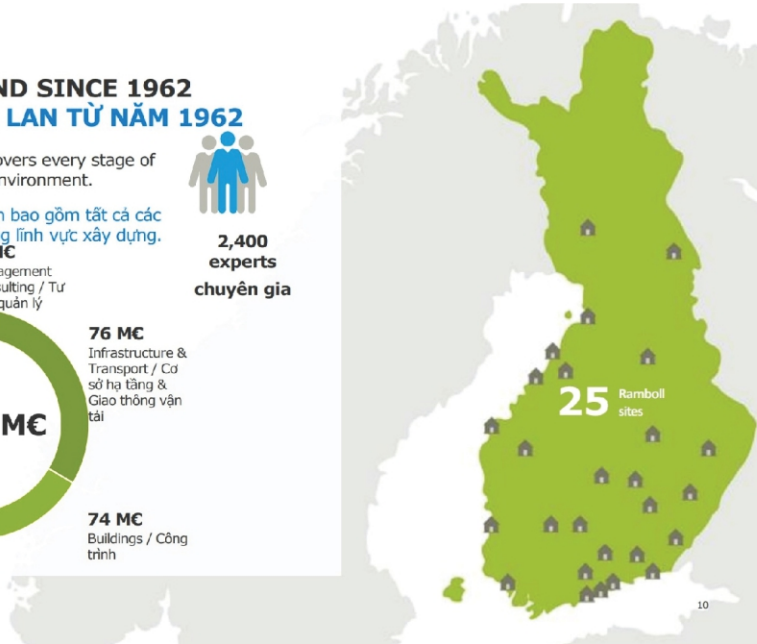 ND SINCE 1962
LAN TỪ NĂM 1962
overs every stage of
nvironment.
n bao gồm tất cả các
g lĩnh vực xây dựng.
2,400
experts
chuyên gia
M€
agement
sulting / Tư
quản lý
76 M€
Infrastructure &
Transport / Cơ
sở hạ tầng &
Giao thông vận
tải
M€
74 M€
Buildings / Công
trình
25 Ramboll
sites
10